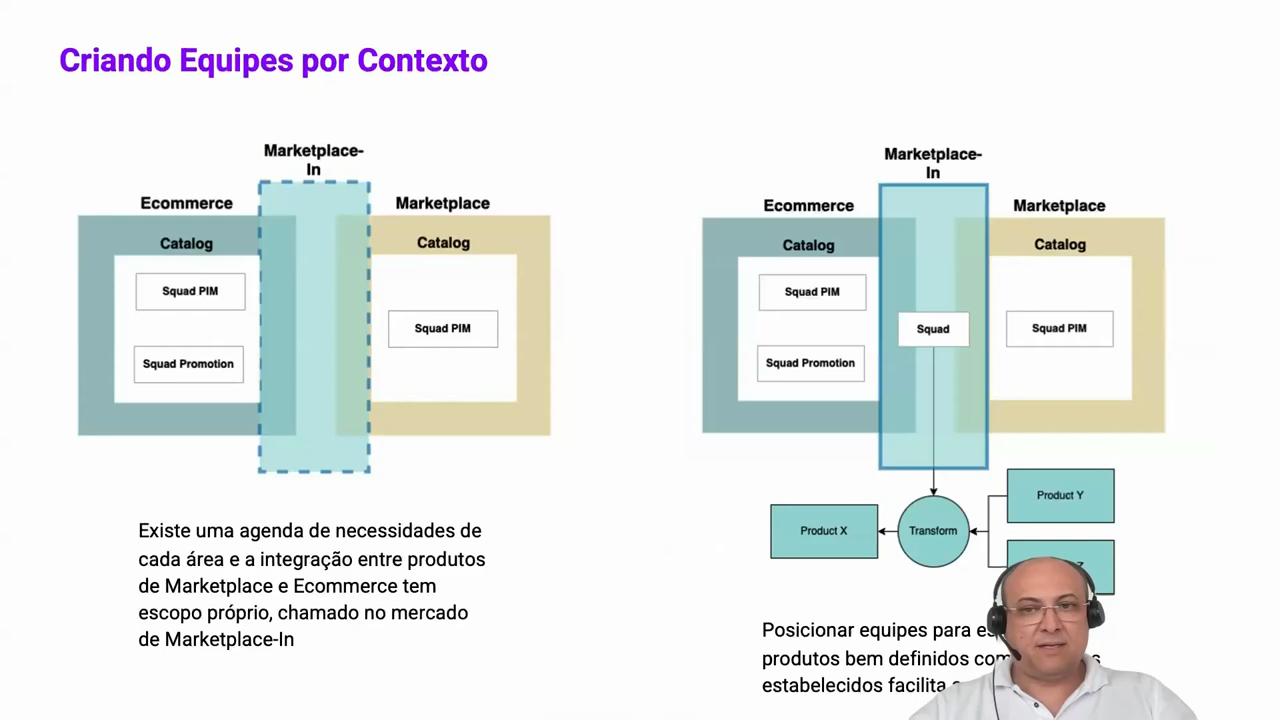 Criando Equipes por Contexto
Marketplace-
In
Ecommerce
Marketplace
Catalog
Catalog
Squad PIM
Squad PIM
Squad Promotion
Existe uma agenda de necessidades de
cada área e a integração entre produtos
de Marketplace e Ecommerce tem
escopo próprio, chamado no mercado
de Marketplace-In
Marketplace-
In
Ecommerce
Marketplace
Catalog
Catalog
Squad PIM
Squad
Squad PIM
Squad Promotion
Product Y
Product X
Transform
Posicionar equipes para
produtos bem definidos
estabelecidos facilita